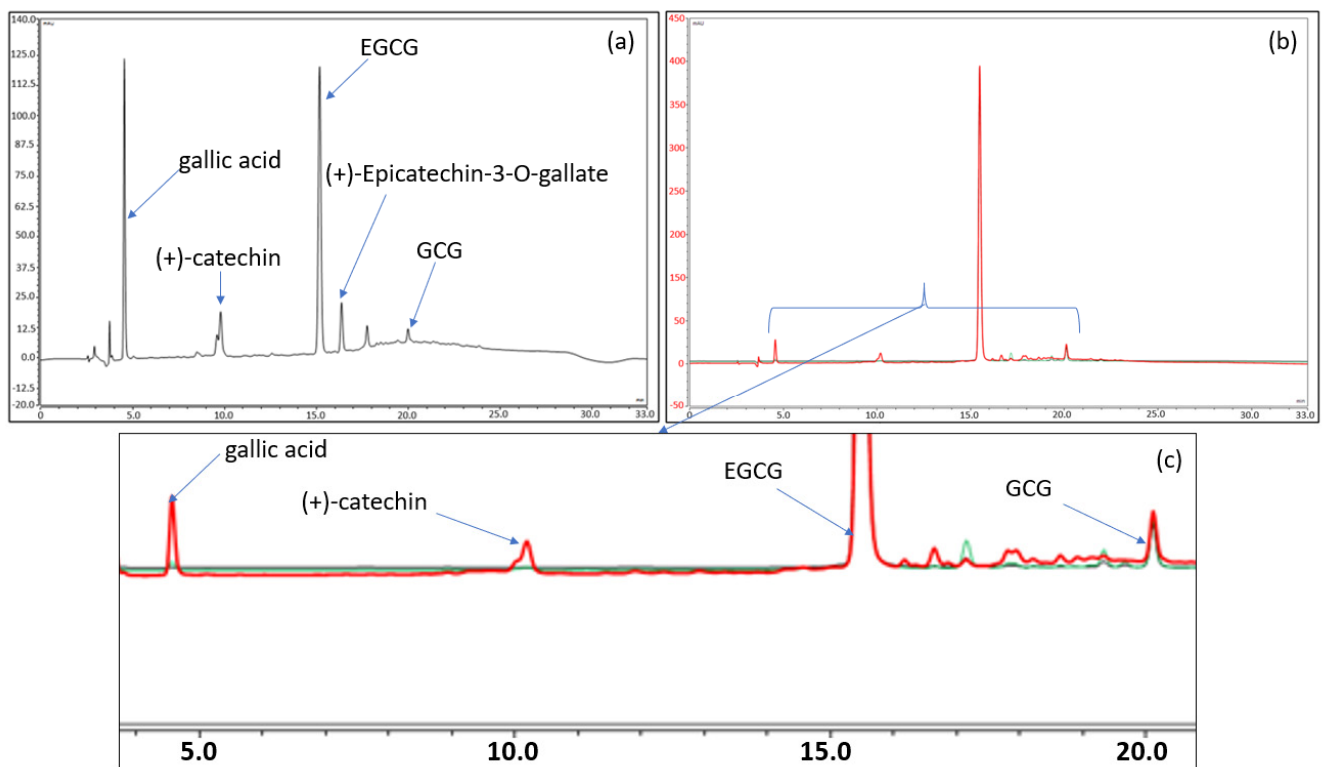 140.0
mAU
(a)
EGCG
125.0
112.5
100.0
87.5
gallic acid
75.0
(+)-Epicatechin-3-O-gallate
62.5
50.0
(+)-catechin
GCG
37.5
25.0
12.5
0.0
-12.5
-20.0
min
0 5.0 10.0 15.0 20.0 25.0 30.0 33.0
450
mAU
(b)
400
350
300
250
200
150
100
50
0
-50
min
0 5.0 10.0 15.0 20.0 25.0 30.0 33.0
gallic acid
(c)
EGCG
(+)-catechin
GCG
5.0 10.0 15.0 20.0